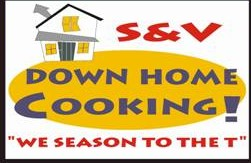 S&V
DOWN HOME
COOKING!
"WE SEASON TO THE T"